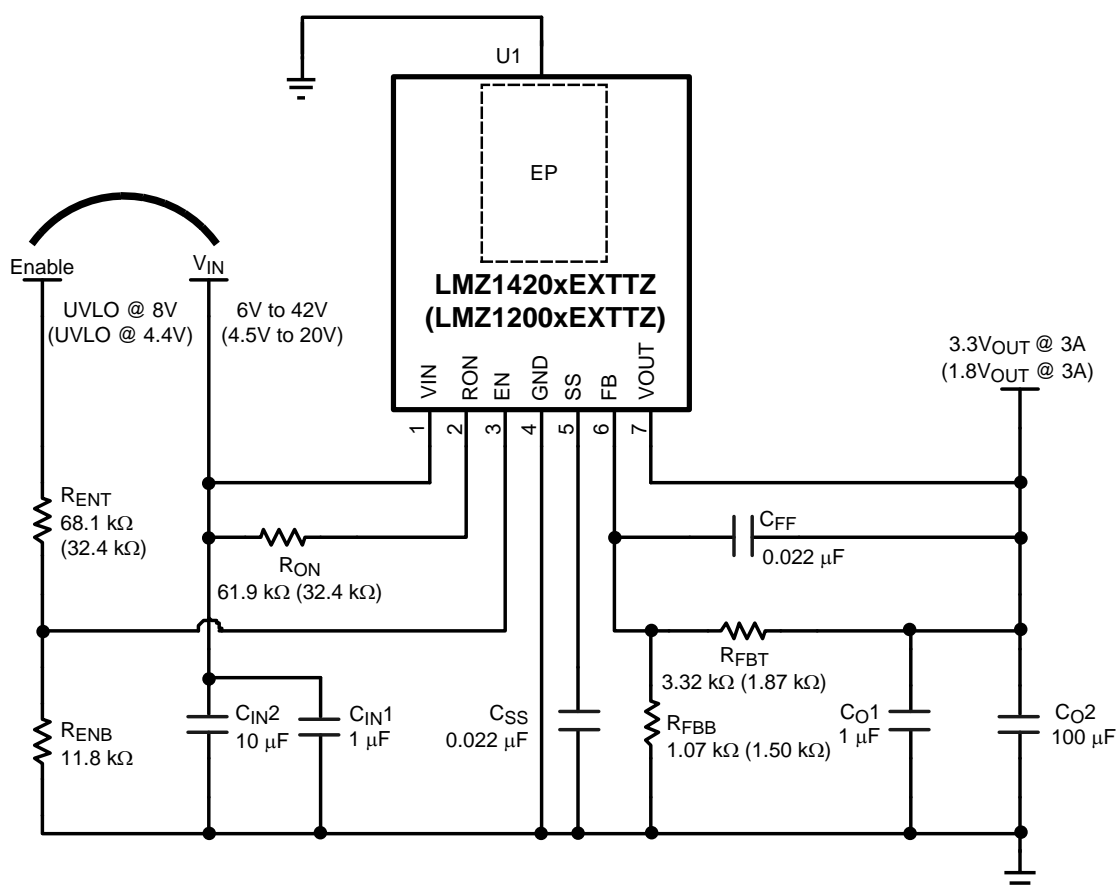 U1
EP
LMZ1420xEXTTZ
(LMZ1200xEXTTZ)
Enable
VIN
UVLO @ 8V
(UVLO @ 4.4V)
6V to 42V
(4.5V to 20V)
3.3VOUT @ 3A
(1.8VOUT @ 3A)
VIN
RON
EN
GND
SS
FB
VOUT
1
2
3
4
5
6
7
RENT
68.1 kΩ
(32.4 kΩ)
RON
61.9 kΩ (32.4 kΩ)
CFF
0.022 μF
RFBT
3.32 kΩ (1.87 kΩ)
RENB
11.8 kΩ
CIN2
10 μF
CIN1
1 μF
CSS
0.022 μF
RFBB
1.07 kΩ (1.50 kΩ)
CO1
1 μF
CO2
100 μF